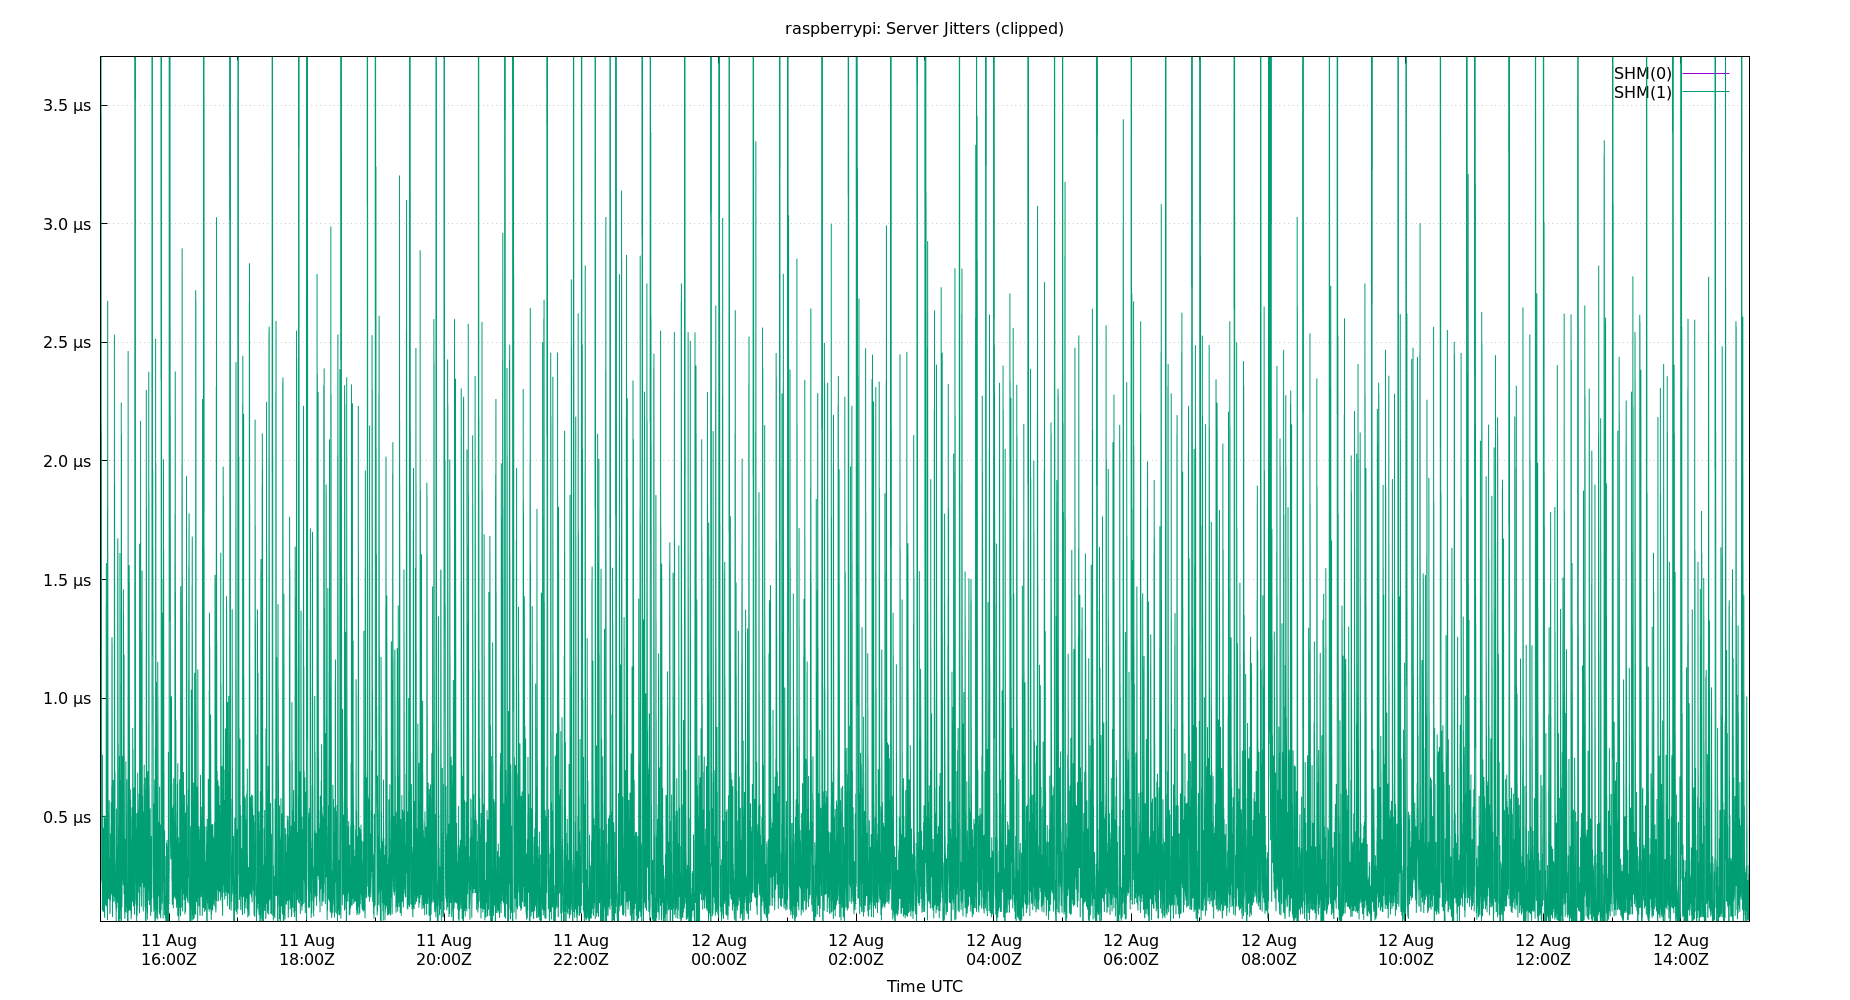 raspberrypi: Server Jitters (clipped)
SHM(0)
SHM(1)
3.5 μs
3.0 μs
2.5 μs
2.0 μs
1.5 μs
1.0 μs
0.5 μs
11 Aug 11 Aug 11 Aug 11 Aug 12 Aug 12 Aug 12 Aug 12 Aug 12 Aug 12 Aug 12 Aug 12 Aug
16:00Z 18:00Z 20:00Z 22:00Z 00:00Z 02:00Z 04:00Z 06:00Z 08:00Z 10:00Z 12:00Z 14:00Z
Time UTC